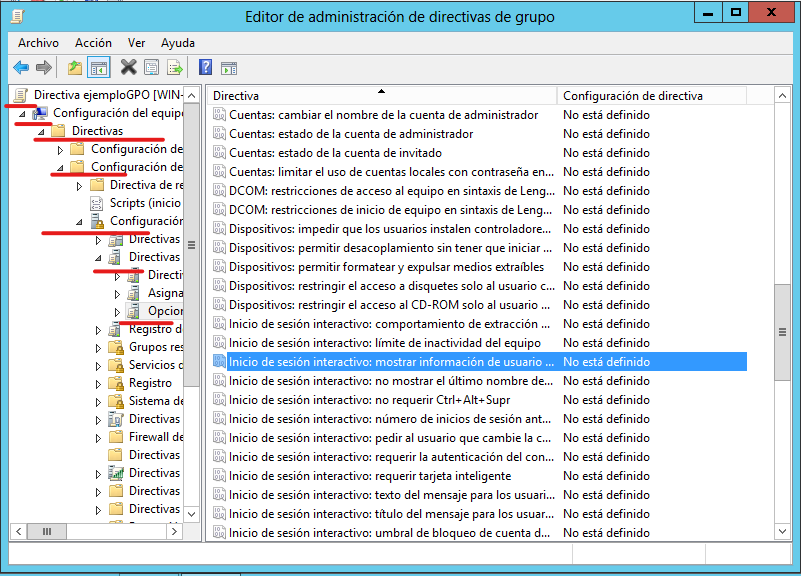 Editor de administración de directivas de grupo
Archivo Acción Ver Ayuda
Directiva ejemploGPO [WIN-
Configuración del equipo
Directivas
Configuración de
Configuración de
Directiva de re
Scripts (inicio
Configuración
Directivas
Directivas
Directi
Asigna
Opcion
Registro d
Grupos res
Servicios d
Registro
Sistema de
Directivas
Firewall de
Directivas
Directivas
Directivas
Directivas
Directiva Configuración de directiva
Cuentas: cambiar el nombre de la cuenta de administrador No está definido
Cuentas: estado de la cuenta de administrador No está definido
Cuentas: estado de la cuenta de invitado No está definido
Cuentas: limitar el uso de cuentas locales con contraseña en... No está definido
DCOM: restricciones de acceso al equipo en sintaxis de Leng... No está definido
DCOM: restricciones de inicio de equipo en sintaxis de Leng... No está definido
Dispositivos: impedir que los usuarios instalen controladore... No está definido
Dispositivos: permitir desacoplamiento sin tener que iniciar ... No está definido
Dispositivos: permitir formatear y expulsar medios extraíbles No está definido
Dispositivos: restringir el acceso a disquetes solo al usuario c... No está definido
Dispositivos: restringir el acceso al CD-ROM solo al usuario ... No está definido
Inicio de sesión interactivo: comportamiento de extracción ... No está definido
Inicio de sesión interactivo: límite de inactividad del equipo No está definido
Inicio de sesión interactivo: mostrar información de usuario ... No está definido
Inicio de sesión interactivo: no mostrar el último nombre de... No está definido
Inicio de sesión interactivo: no requerir Ctrl+Alt+Supr No está definido
Inicio de sesión interactivo: número de inicios de sesión ant... No está definido
Inicio de sesión interactivo: pedir al usuario que cambie la c... No está definido
Inicio de sesión interactivo: requerir la autenticación del con... No está definido
Inicio de sesión interactivo: requerir tarjeta inteligente No está definido
Inicio de sesión interactivo: texto del mensaje para los usuari... No está definido
Inicio de sesión interactivo: título del mensaje para los usuar... No está definido
Inicio de sesión interactivo: umbral de bloqueo de cuenta d... No está definido